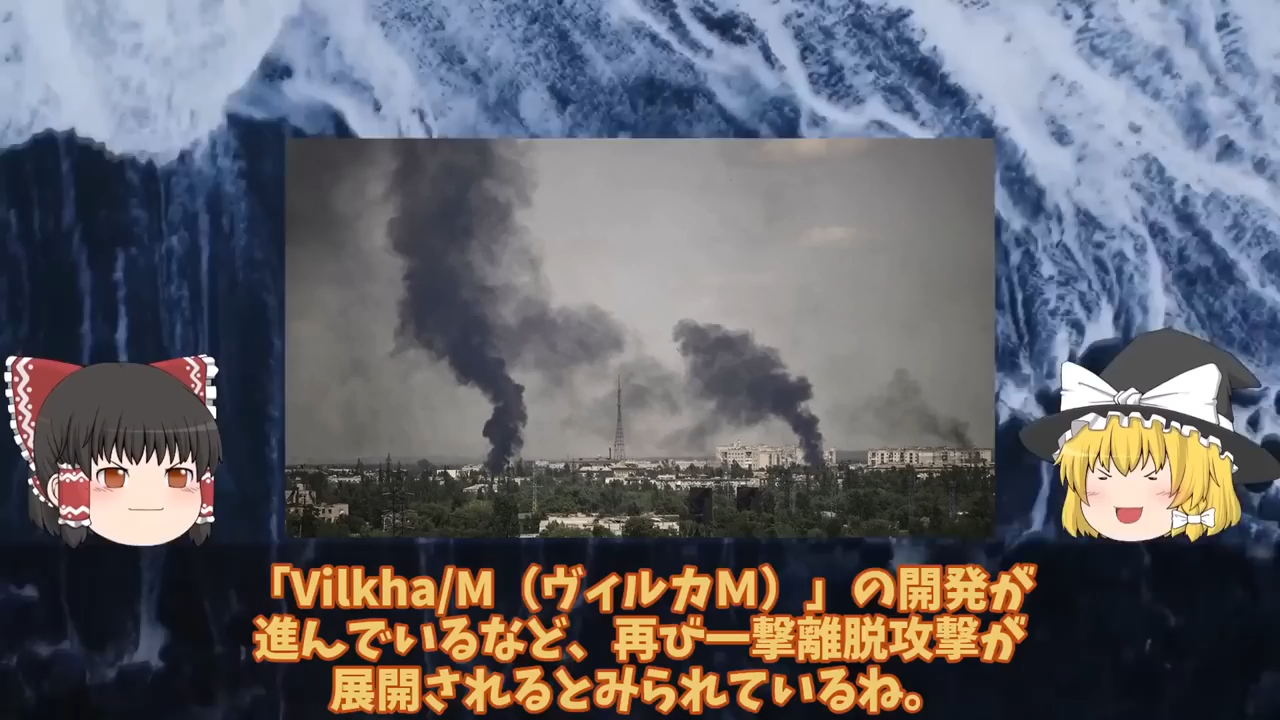 「Vilkha/M（ヴィルカM）」の開発が
進んでいるなど、再び一撃離脱攻撃が
展開されるとみられているね。